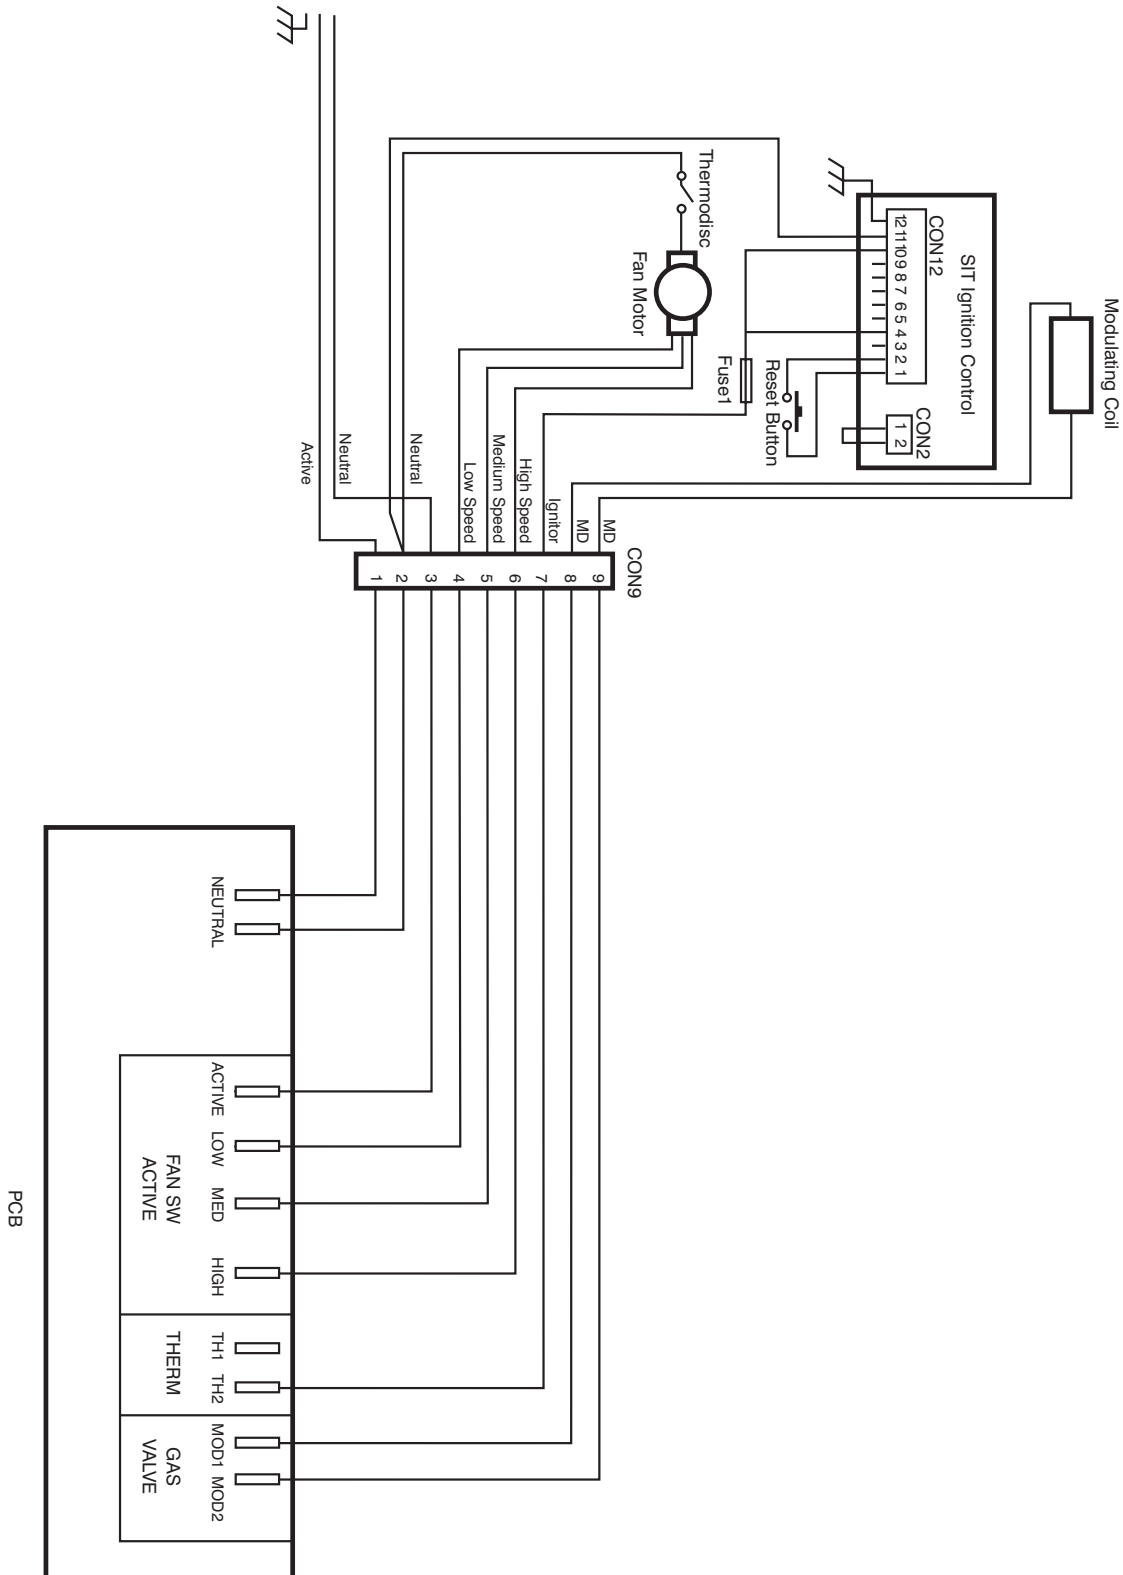 Modulating Coil
SIT Ignition Control
CON12
12 11 10 9 8 7 6 5 4 3 2 1
CON2
1 2
Reset Button
Fuse1
Thermodisc
Fan Motor
MD
MD
Ignitor
High Speed
Medium Speed
Low Speed
Neutral
Neutral
Active
CON9
1 2 3 4 5 6 7 8 9
NEUTRAL
ACTIVE
LOW
MED
HIGH
FAN SW
ACTIVE
TH1
TH2
THERM
MOD1
MOD2
GAS
VALVE
PCB